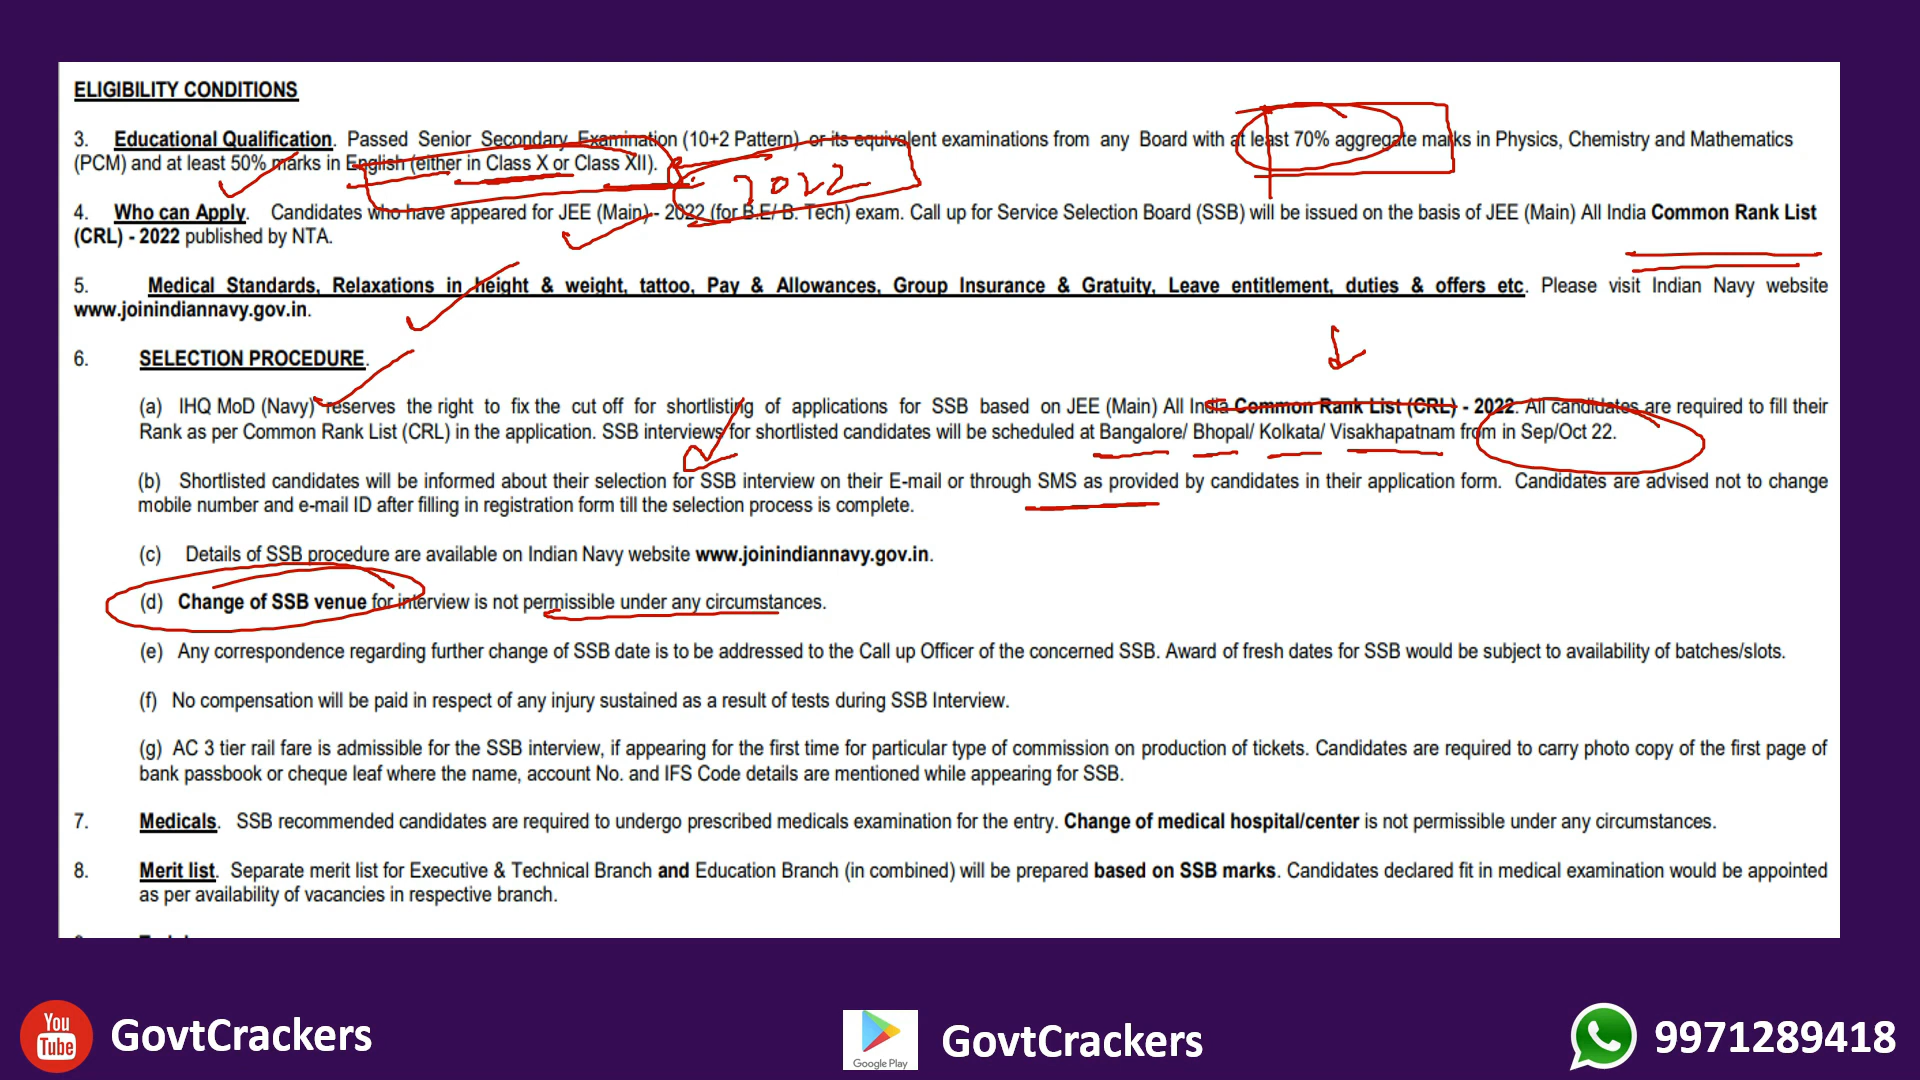 ELIGIBILITY CONDITIONS
3. Educational Qualification. Passed Senior Secondary Examination (10+2 Pattern) or its equivalent examinations from any Board with at least 70% aggregate marks in Physics, Chemistry and Mathematics
(PCM) and at least 50% marks in English (either in Class X or Class XII).
2022
4. Who can Apply. Candidates who have appeared for JEE (Main) - 2022 (for B.E/ B. Tech) exam. Call up for Service Selection Board (SSB) will be issued on the basis of JEE (Main) All India Common Rank List
(CRL) - 2022 published by NTA.
5. Medical Standards, Relaxations in height & weight, tattoo, Pay & Allowances, Group Insurance & Gratuity, Leave entitlement, duties & offers etc. Please visit Indian Navy website
www.joinindiannavy.gov.in.
6. SELECTION PROCEDURE.
(a) IHQ MoD (Navy) reserves the right to fix the cut off for shortlisting of applications for SSB based on JEE (Main) All India Common Rank List (CRL) - 2022. All candidates are required to fill their
Rank as per Common Rank List (CRL) in the application. SSB interviews for shortlisted candidates will be scheduled at Bangalore/ Bhopal/ Kolkata/ Visakhapatnam from in Sep/Oct 22.
(b) Shortlisted candidates will be informed about their selection for SSB interview on their E-mail or through SMS as provided by candidates in their application form. Candidates are advised not to change
mobile number and e-mail ID after filling in registration form till the selection process is complete.
(c) Details of SSB procedure are available on Indian Navy website www.joinindiannavy.gov.in.
(d) Change of SSB venue for interview is not permissible under any circumstances.
(e) Any correspondence regarding further change of SSB date is to be addressed to the Call up Officer of the concerned SSB. Award of fresh dates for SSB would be subject to availability of batches/slots.
(f) No compensation will be paid in respect of any injury sustained as a result of tests during SSB Interview.
(g) AC 3 tier rail fare is admissible for the SSB interview, if appearing for the first time for particular type of commission on production of tickets. Candidates are required to carry photo copy of the first page of
bank passbook or cheque leaf where the name, account No. and IFS Code details are mentioned while appearing for SSB.
7. Medicals. SSB recommended candidates are required to undergo prescribed medicals examination for the entry. Change of medical hospital/center is not permissible under any circumstances.
8. Merit list. Separate merit list for Executive & Technical Branch and Education Branch (in combined) will be prepared based on SSB marks. Candidates declared fit in medical examination would be appointed
as per availability of vacancies in respective branch.
You
Tube
GovtCrackers
Google Play
GovtCrackers
9971289418